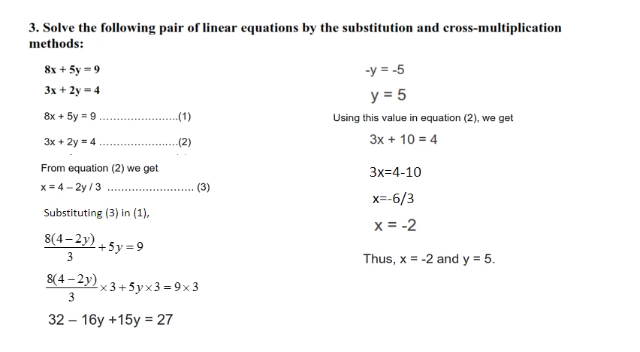 3. Solve the following pair of linear equations by the substitution and cross-multiplication
methods:
8x + 5y = 9
3x + 2y = 4
8x + 5y = 9 ........................(1)
3x + 2y = 4 ........................(2)
From equation (2) we get
x = 4 – 2y / 3 .......................... (3)
Substituting (3) in (1),
8(4–2y)/3 + 5y = 9
8(4–2y)/3 × 3 + 5y × 3 = 9 × 3
32 – 16y +15y = 27
-y = -5
y = 5
Using this value in equation (2), we get
3x + 10 = 4
3x=4-10
x=-6/3
x = -2
Thus, x = -2 and y = 5.